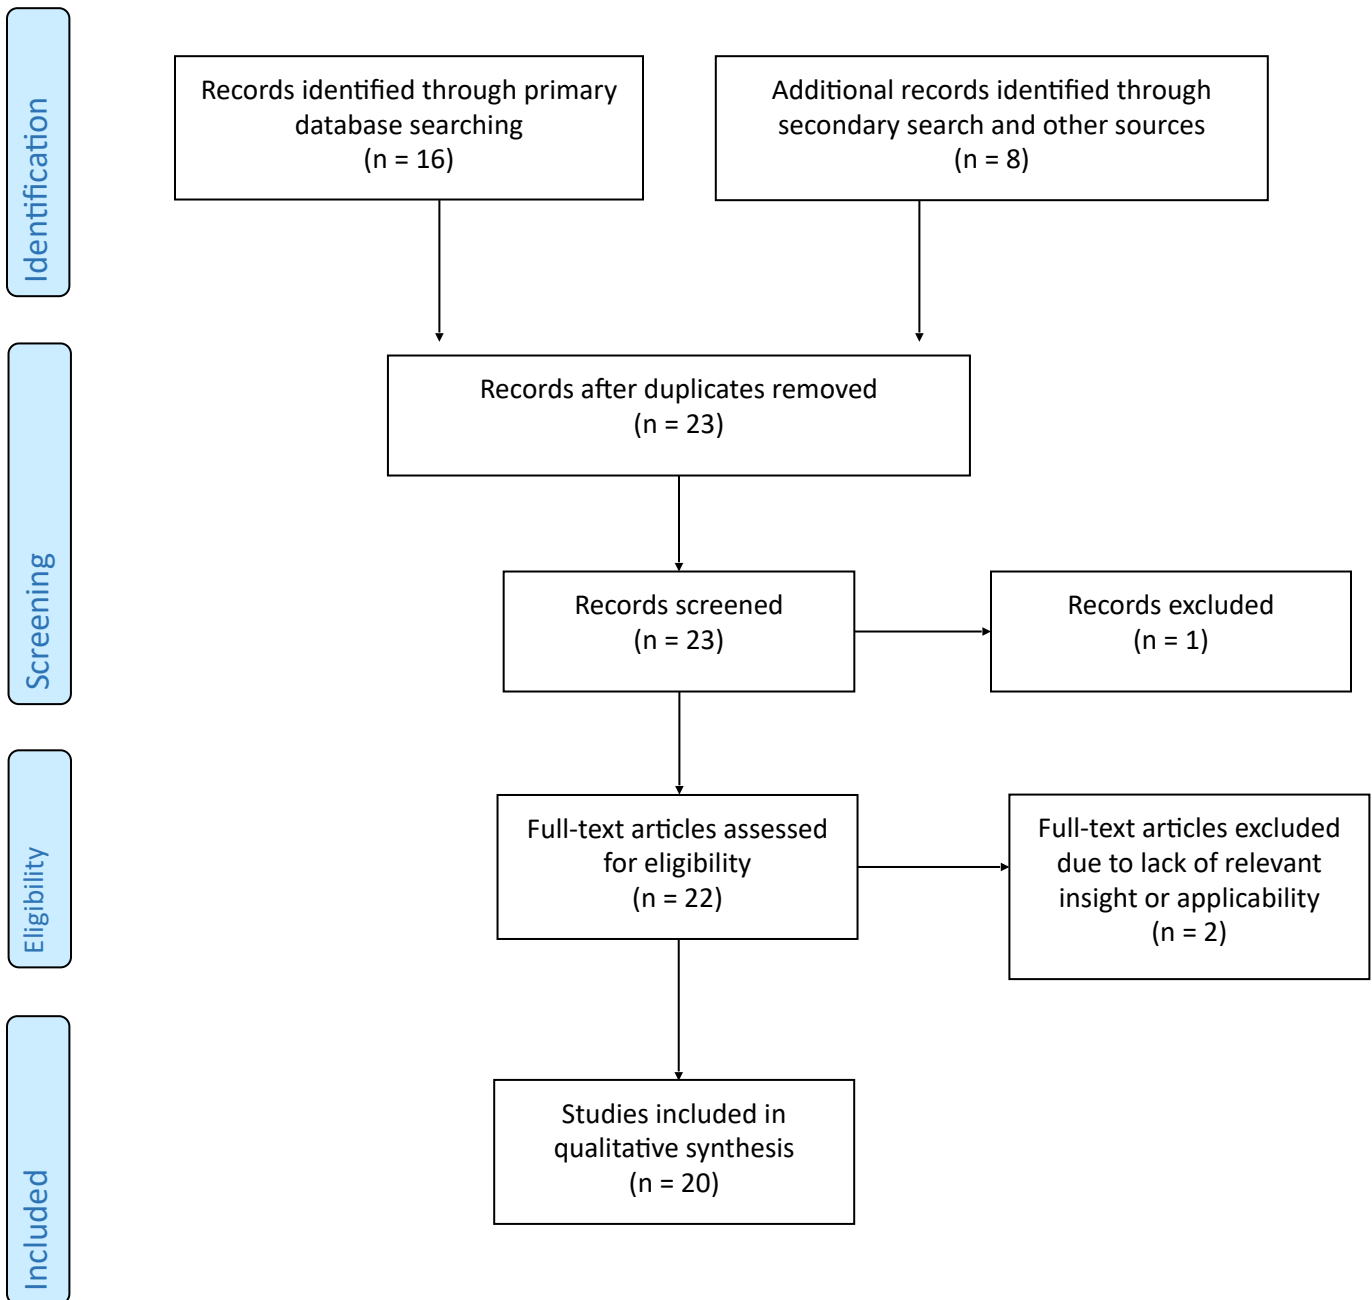 Identification
Records identified through primary
database searching
(n = 16)
Additional records identified through
secondary search and other sources
(n = 8)
Screening
Records after duplicates removed
(n = 23)
Records screened
(n = 23)
Records excluded
(n = 1)
Eligibility
Full-text articles assessed
for eligibility
(n = 22)
Full-text articles excluded
due to lack of relevant
insight or applicability
(n = 2)
Included
Studies included in
qualitative synthesis
(n = 20)